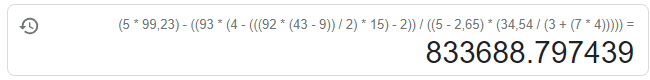 (5 * 99,23) - ((93 * (4 - (((92 * (43 - 9)) / 2) * 15) - 2)) / ((5 - 2,65) * (34,54 / (3 + (7 * 4))))) =
833688.797439